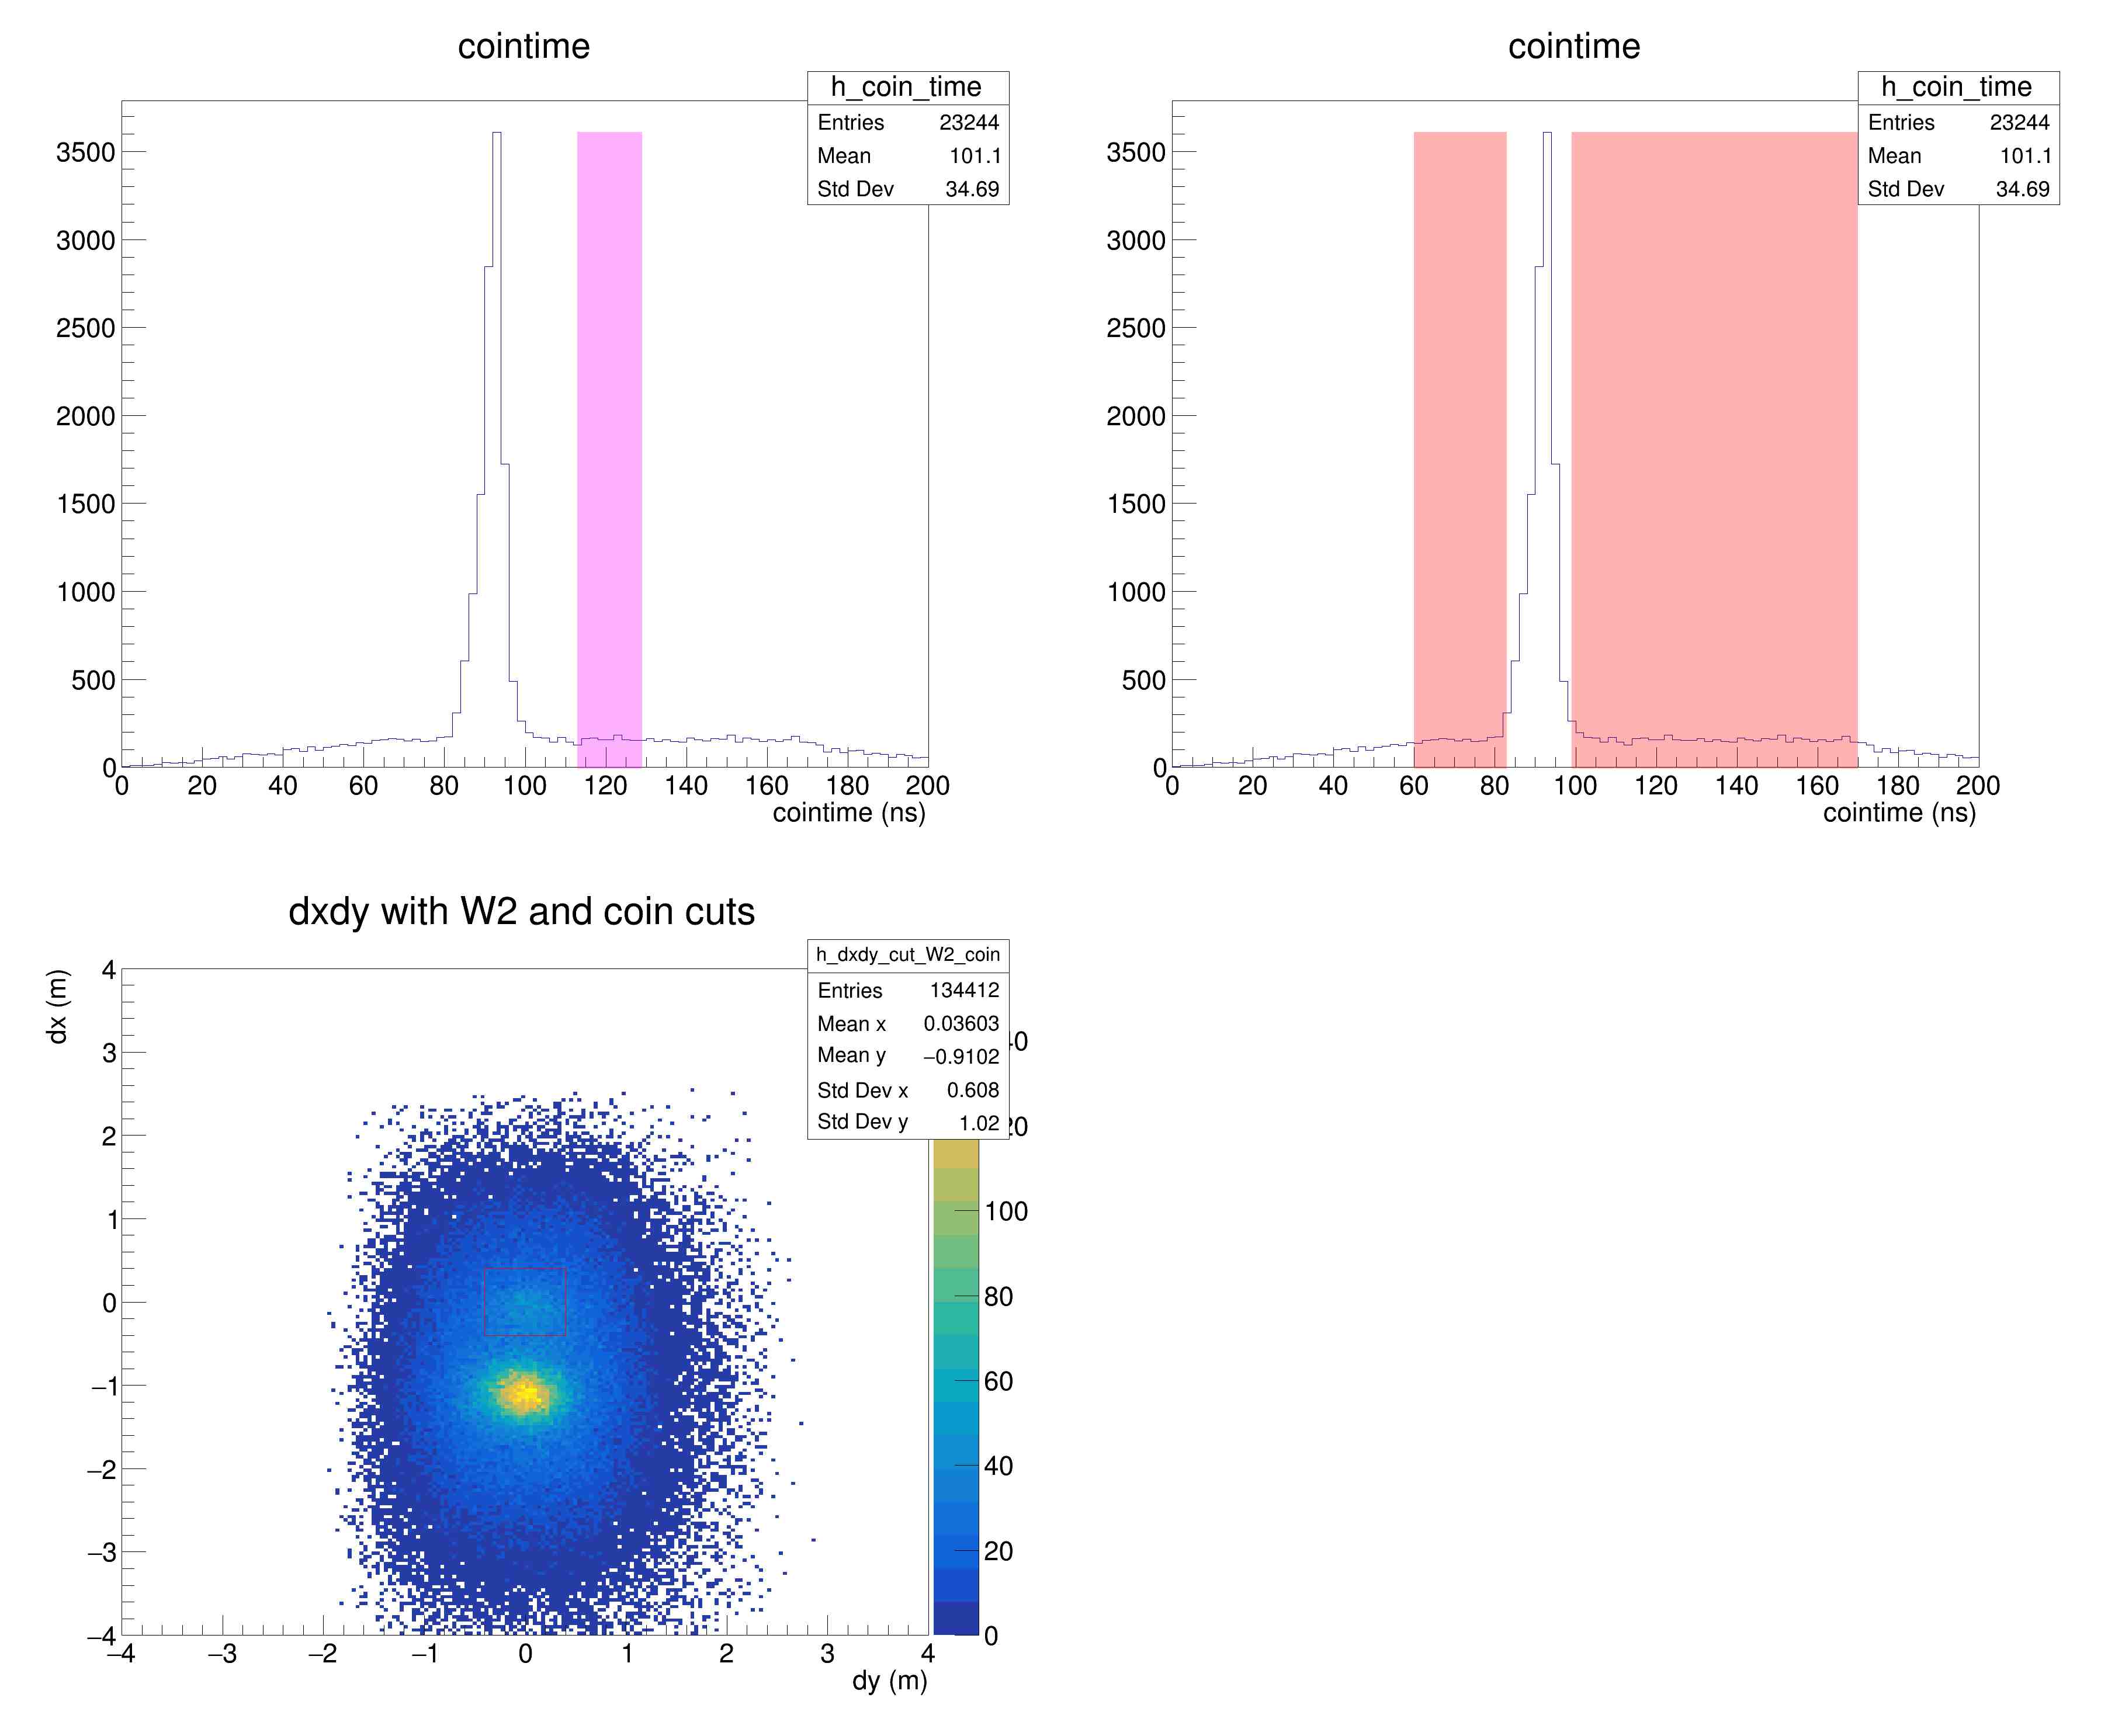 cointime
h_coin_time
Entries 23244
Mean 101.1
Std Dev 34.69
3500
3000
2500
2000
1500
1000
500
0
0 20 40 60 80 100 120 140 160 180 200
cointime (ns)
cointime
h_coin_time
Entries 23244
Mean 101.1
Std Dev 34.69
3500
3000
2500
2000
1500
1000
500
0
0 20 40 60 80 100 120 140 160 180 200
cointime (ns)
dxdy with W2 and coin cuts
h_dxdy_cut_W2_coin
Entries 134412
Mean x 0.03603
Mean y −0.9102
Std Dev x 0.608
Std Dev y 1.02
dx (m)
4
3
2
1
0
−1
−2
−3
−4
−4 −3 −2 −1 0 1 2 3 4
dy (m)
100
80
60
40
20
0